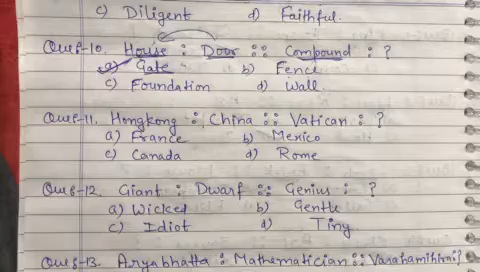 c) Diligent d) Faithful.
Ques-10. House : Door :: Compound : ?
a) Gate b) Fence
c) Foundation d) Wall.
Ques-11. Hongkong : China :: Vatican : ?
a) France b) Mexico
c) Canada d) Rome
Ques-12. Giant : Dwarf :: Genius : ?
a) Wicked b) Gentle
c) Idiot d) Tiny
Ques-13. Aryabhatta : Mathematician :: Varahamihira : ?